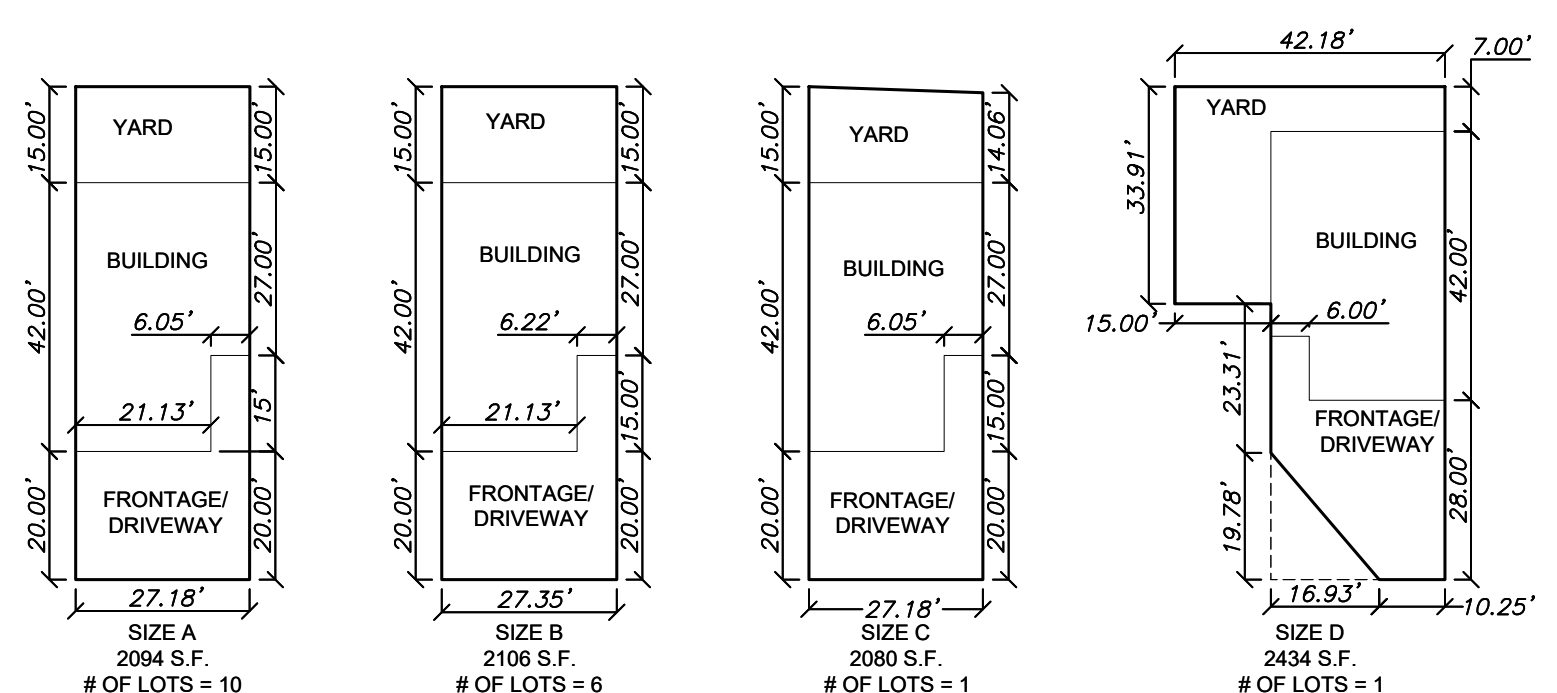 42.18’
7.00’
YARD
15.00’
15.00’
YARD
15.00’
15.00’
YARD
15.00’
14.06’
YARD
33.91’
BUILDING
42.00’
27.00’
6.05’
21.13’
15’
BUILDING
42.00’
27.00’
6.22’
21.13’
15.00’
BUILDING
42.00’
27.00’
6.05’
15.00’
BUILDING
42.00’
15.00’
6.00’
23.31’
FRONTAGE/
DRIVEWAY
20.00’
20.00’
FRONTAGE/
DRIVEWAY
20.00’
20.00’
FRONTAGE/
DRIVEWAY
20.00’
20.00’
FRONTAGE/
DRIVEWAY
19.78’
28.00’
27.18’
SIZE A
2094 S.F.
# OF LOTS = 10
27.35’
SIZE B
2106 S.F.
# OF LOTS = 6
27.18’
SIZE C
2080 S.F.
# OF LOTS = 1
16.93’
10.25’
SIZE D
2434 S.F.
# OF LOTS = 1